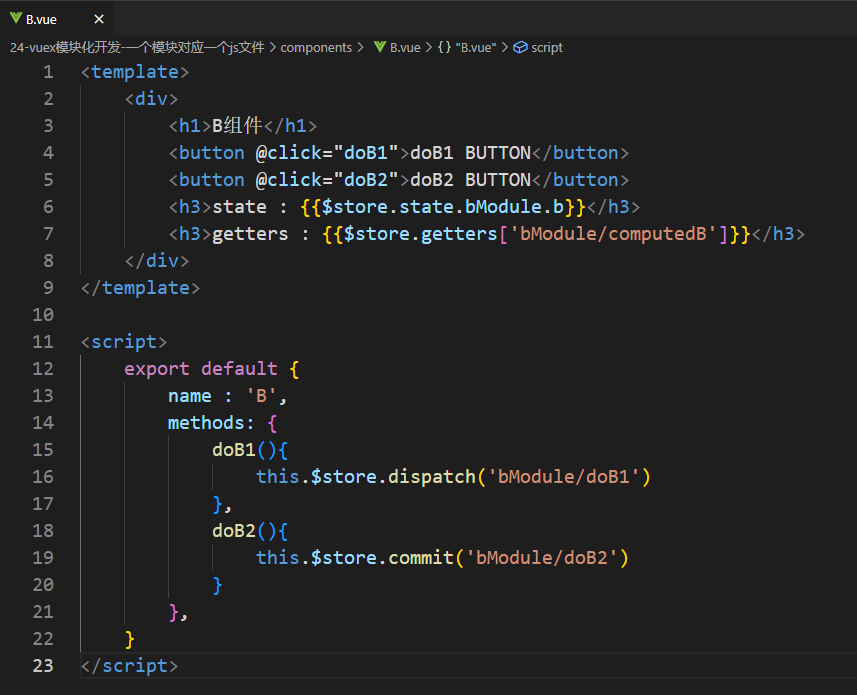 B.vue ×
24-vuex模块化开发-一个模块对应一个js文件 > components > B.vue > {} "B.vue" > script
1 <template>
2     <div>
3         <h1>B组件</h1>
4         <button @click="doB1">doB1 BUTTON</button>
5         <button @click="doB2">doB2 BUTTON</button>
6         <h3>state : {{$store.state.bModule.b}}</h3>
7         <h3>getters : {{$store.getters['bModule/computedB']}}</h3>
8     </div>
9 </template>
10
11 <script>
12     export default {
13         name : 'B',
14         methods: {
15             doB1(){
16                 this.$store.dispatch('bModule/doB1')
17             },
18             doB2(){
19                 this.$store.commit('bModule/doB2')
20             }
21         },
22     }
23 </script>